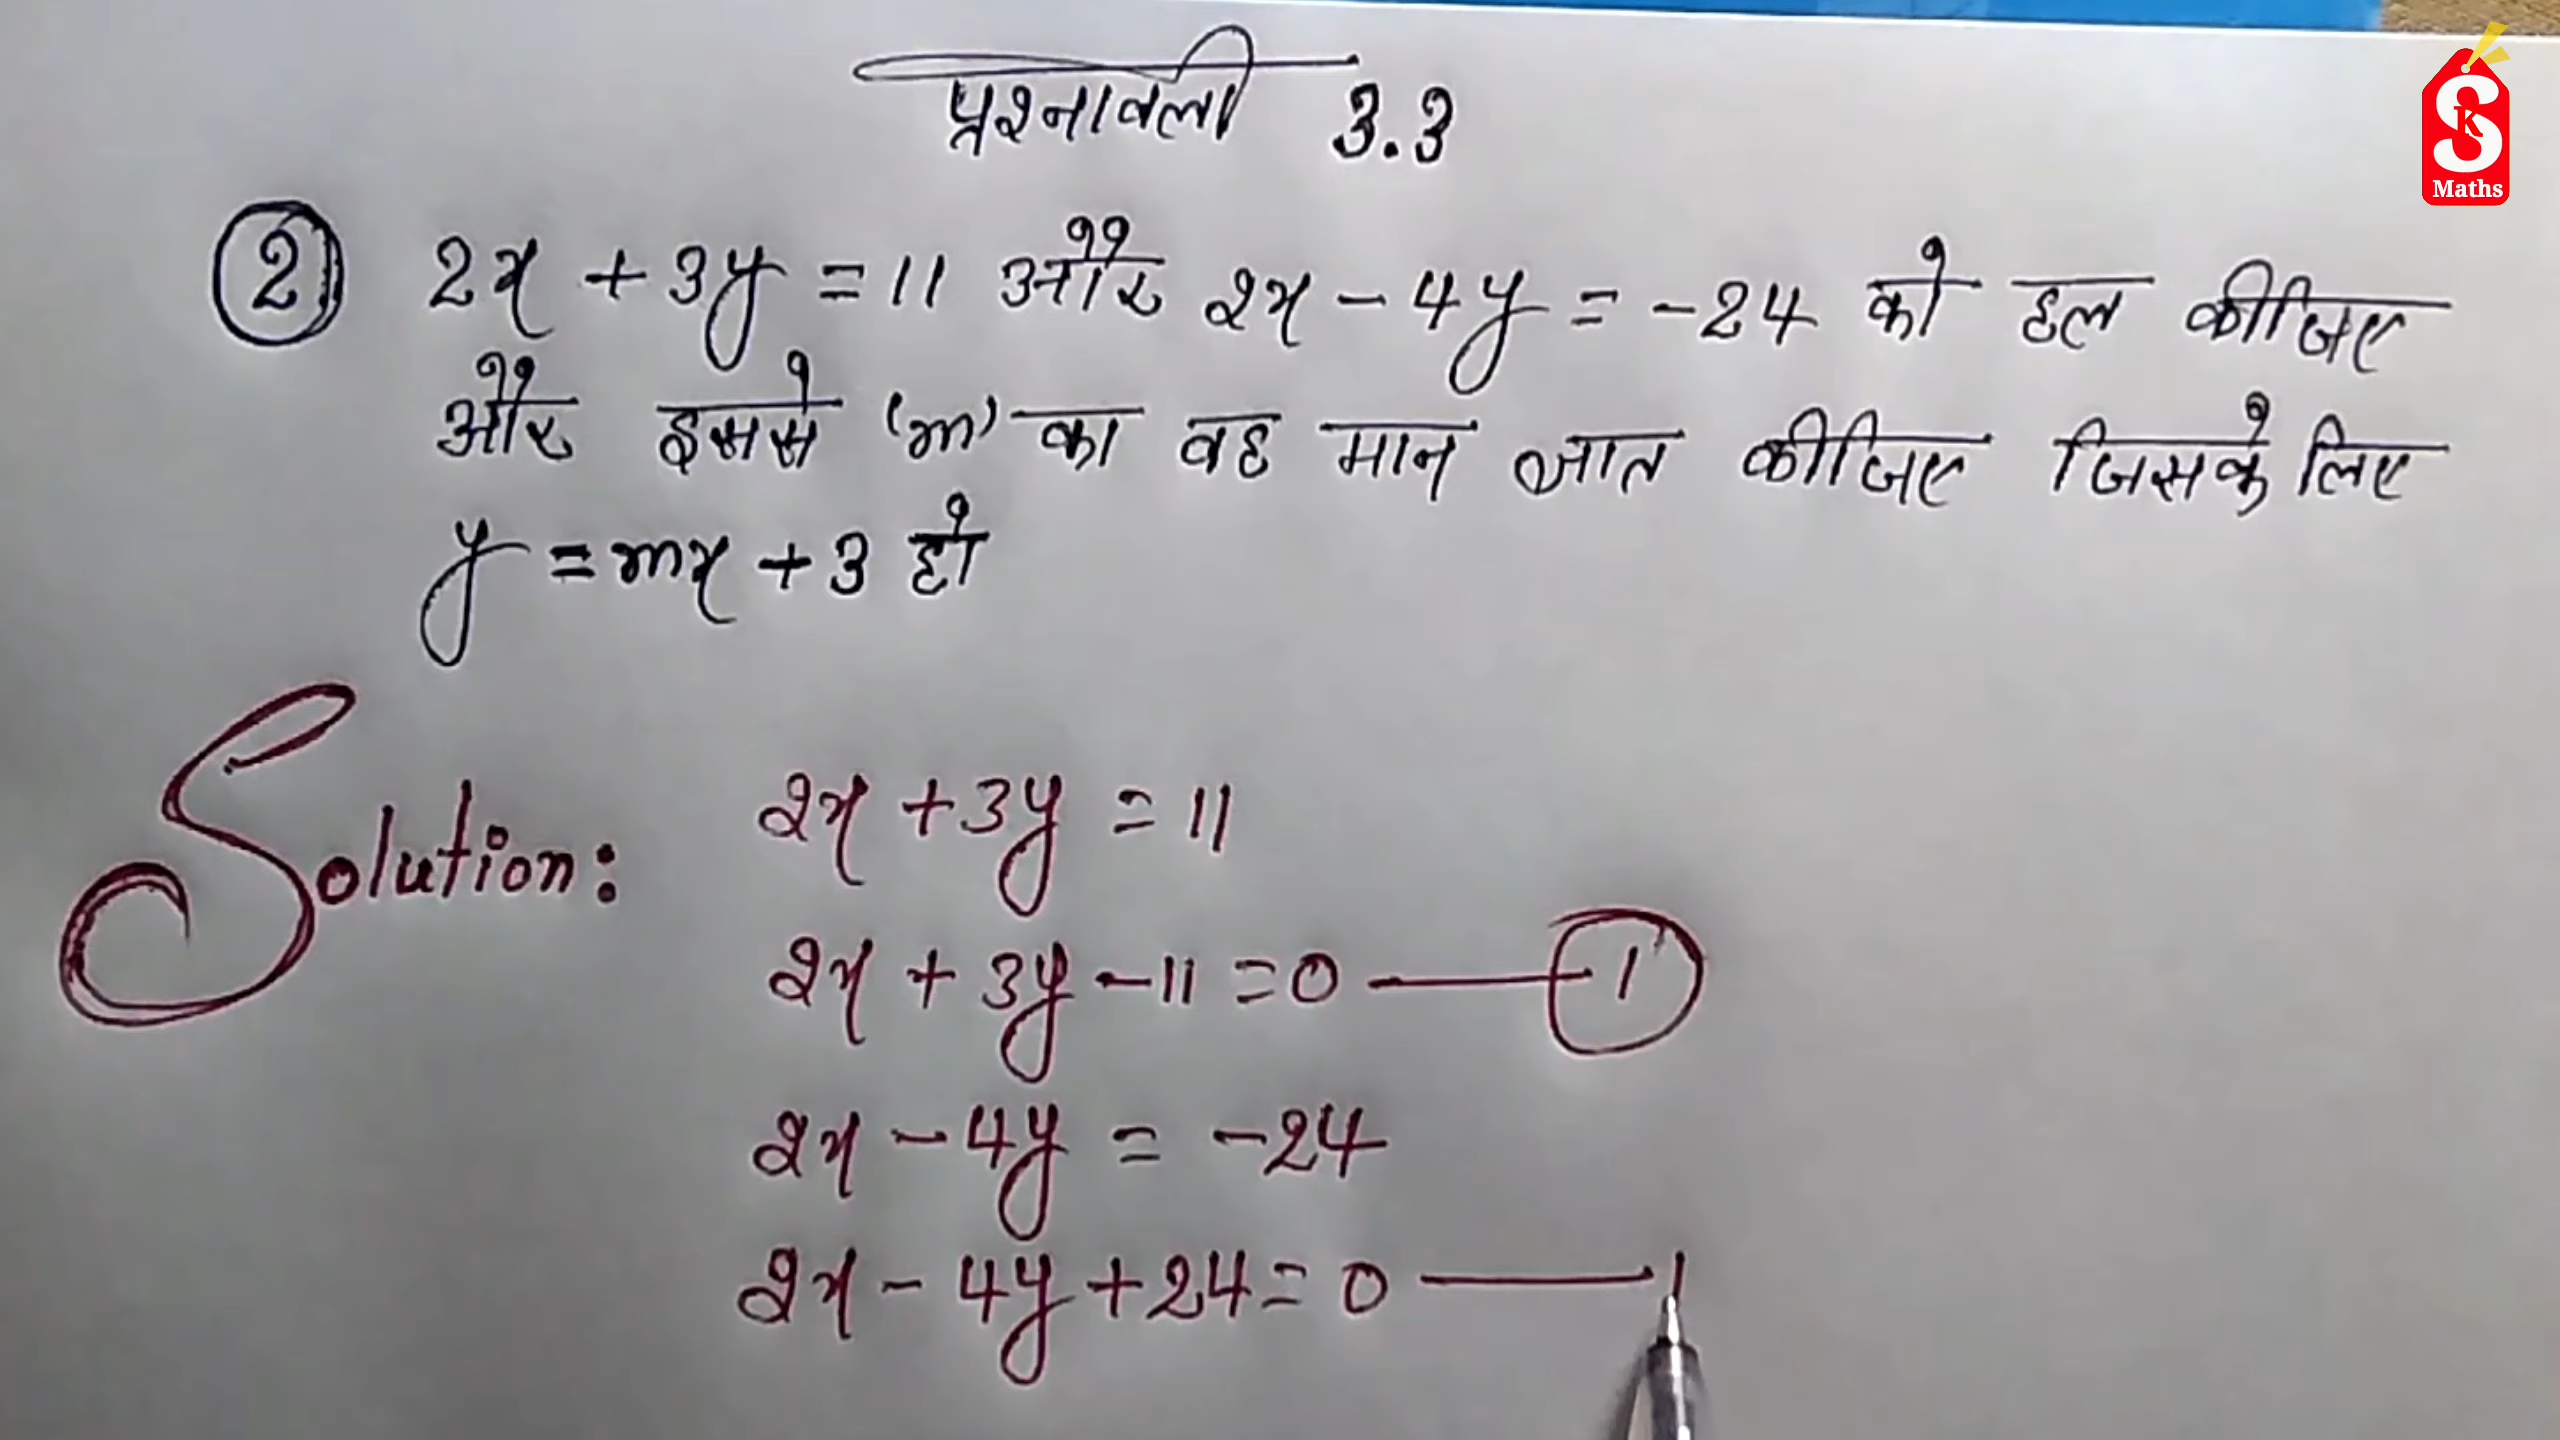 प्रश्नावली 3.3
S
k
Maths
② 2x + 3y = 11 और 2x - 4y = -24 को हल कीजिए
और इससे (m) का वह मान ज्ञात कीजिए जिसके लिए
y = mx + 3 हो
Solution: 2x + 3y = 11
2x + 3y - 11 = 0 — ①
2x - 4y = -24
2x - 4y + 24 = 0 —